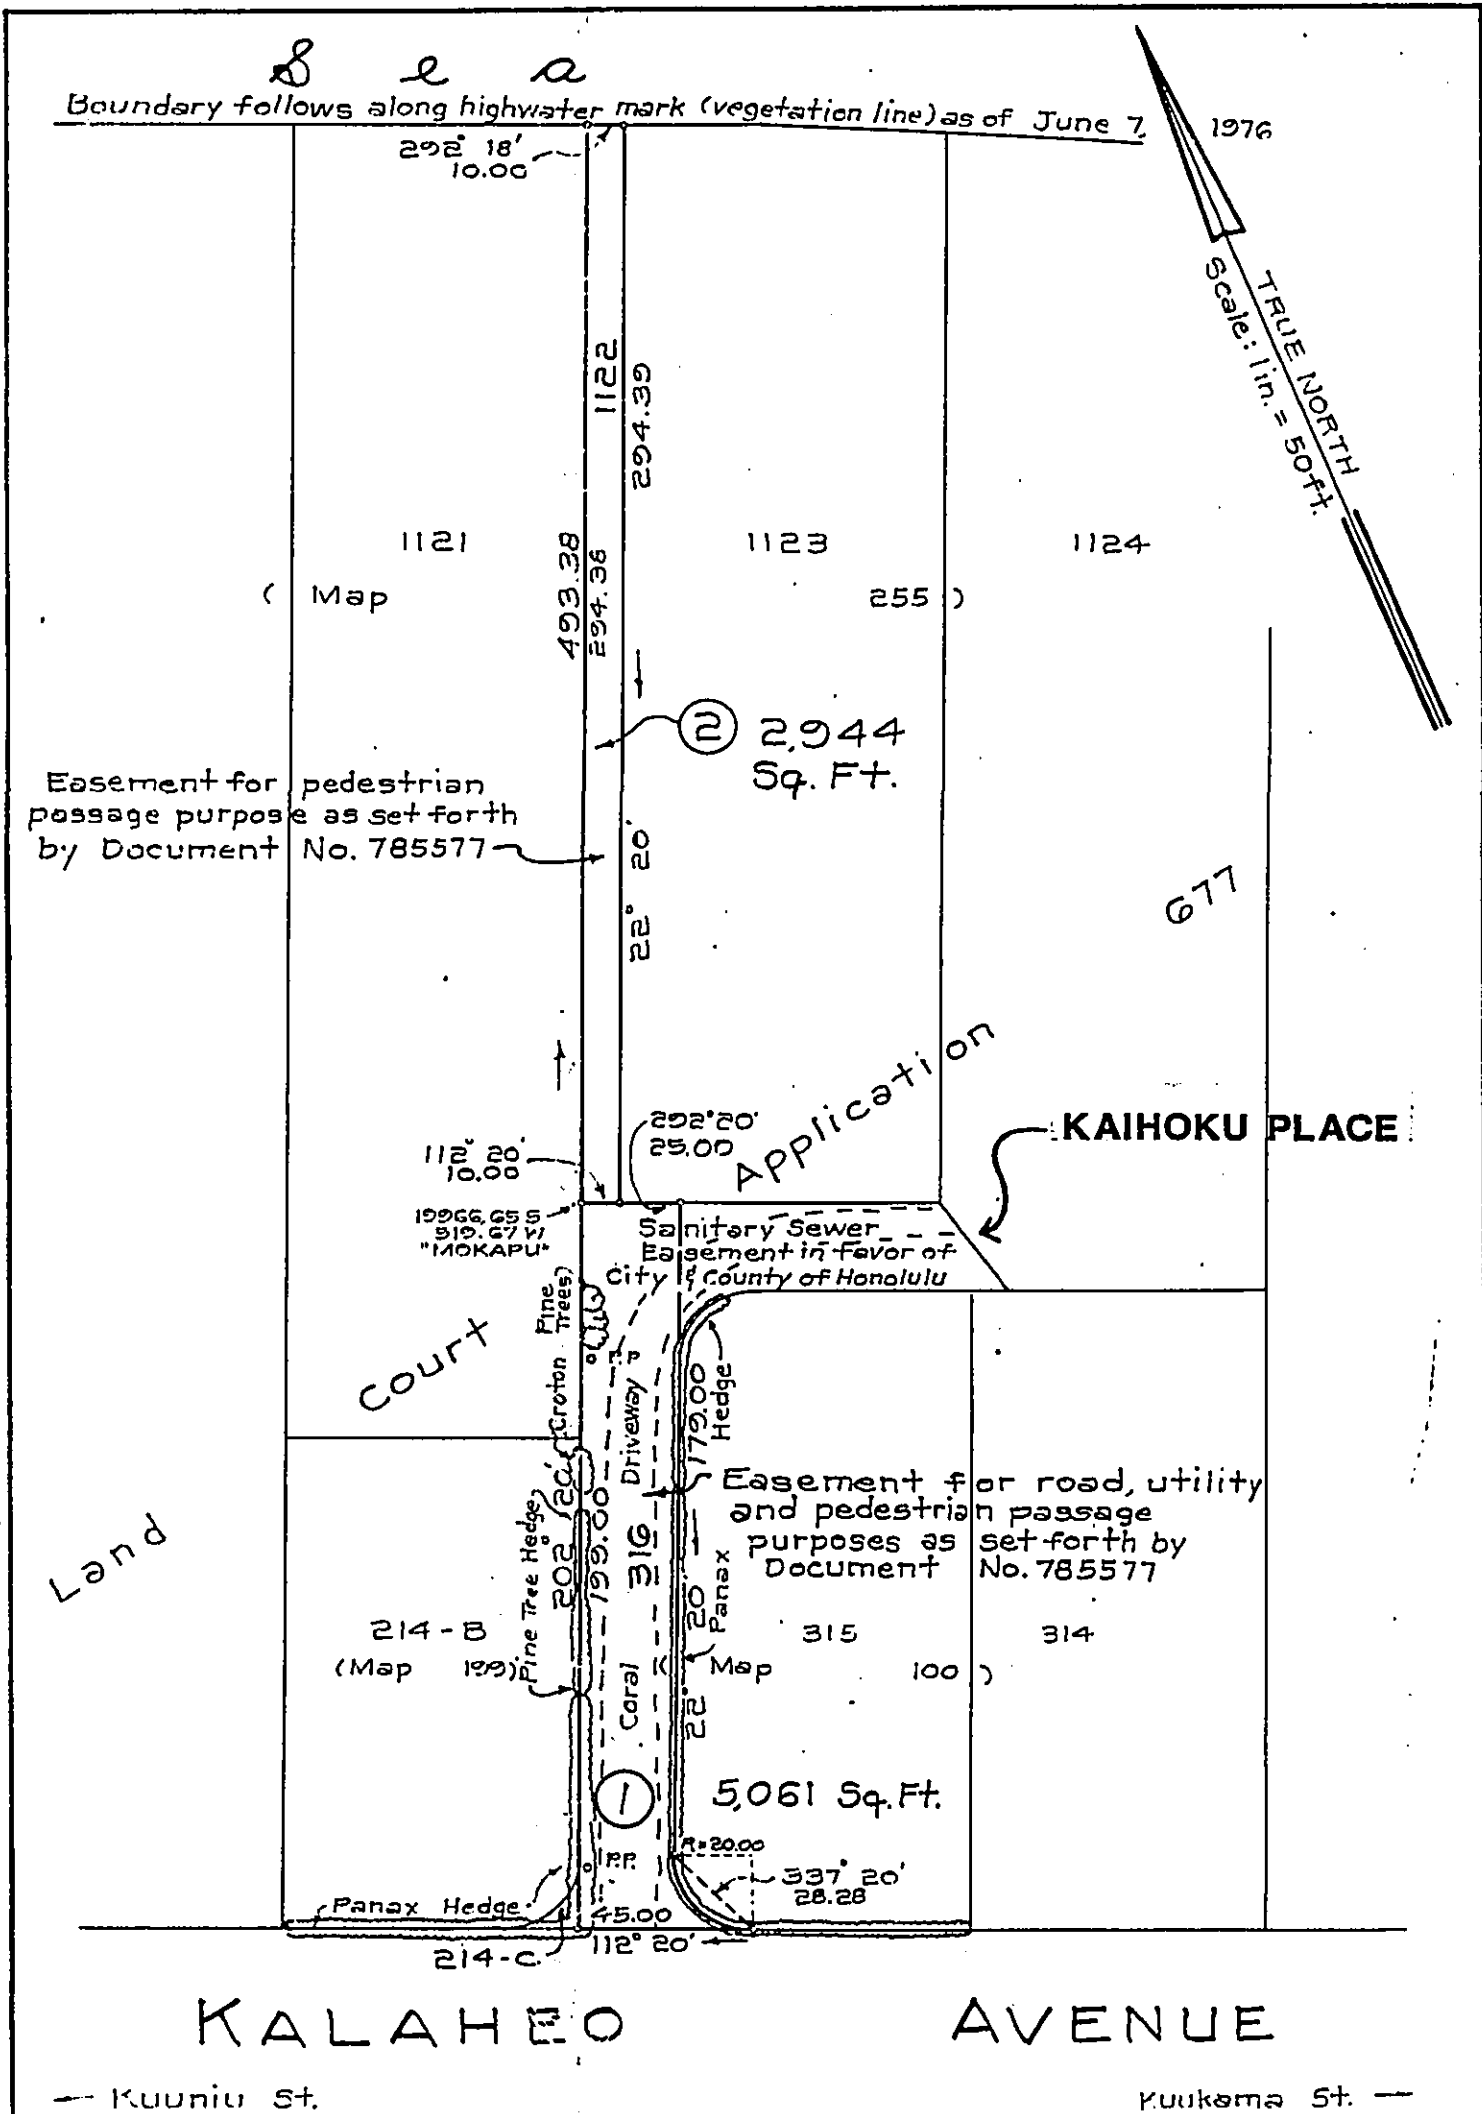 Sea
Boundary follows along highwater mark (vegetation line) as of June 7, 1976
292° 18'
10.00
TRUE NORTH
Scale: 1 in. = 50 ft.
1122
294.39
493.38
294.36
1121
1123
1124
( Map 255 )
2
2,944
Sq. Ft.
Easement for pedestrian
passage purpose as set forth
by Document No. 785577
22° 20'
677
Application
KAIHOKU PLACE
292° 20'
25.00
112° 20'
10.00
19966.65 S
919.67 W
"MOKAPU"
Sanitary Sewer
Easement in favor of
City & County of Honolulu
Pine
Trees)
Court
Croton
P.P.
Driveway
179.00
Hedge
Easement for road, utility
and pedestrian passage
purposes as set forth by
Document No. 785577
Land
Pine Tree Hedge
202° 20'
199.00
316
Coral
Panax
22° 20'
214-B
(Map 199)
315
314
( Map 100 )
1
5,061 Sq. Ft.
R=20.00
P.P.
337° 20'
28.28
Panax Hedge
45.00
112° 20'
214-C
KALAHEO AVENUE
Kuuniu St.
Kuukama St.